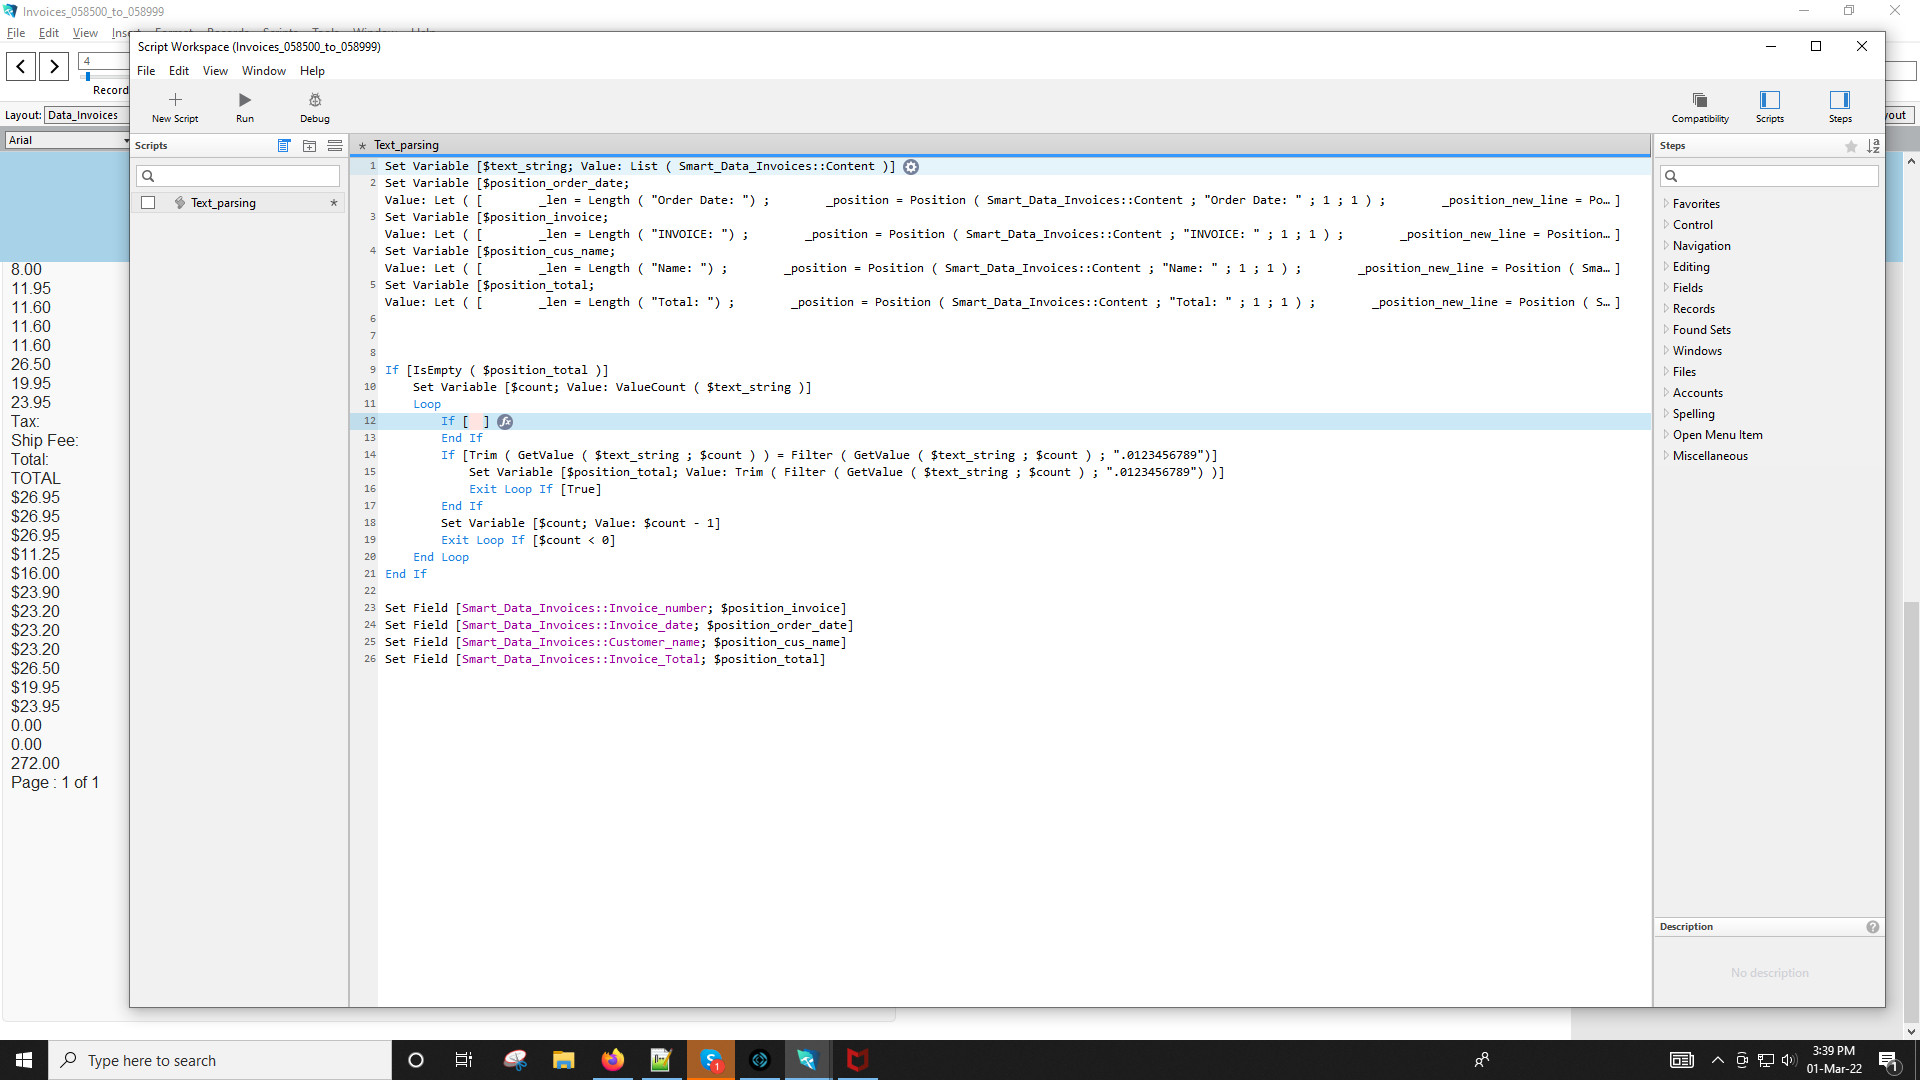 Invoices_058500_to_058999
File Edit View
4
Record
Layout: Data_Invoices
Arial
8.00
11.95
11.60
11.60
11.60
26.50
19.95
23.95
Tax:
Ship Fee:
Total:
TOTAL
$26.95
$26.95
$26.95
$11.25
$16.00
$23.90
$23.20
$23.20
$23.20
$26.50
$19.95
$23.95
0.00
0.00
272.00
Page : 1 of 1
Script Workspace (Invoices_058500_to_058999)
File Edit View Window Help
New Script Run Debug Compatibility Scripts Steps
Scripts
Text_parsing *
* Text_parsing
1 Set Variable [$text_string; Value: List ( Smart_Data_Invoices::Content )]
2 Set Variable [$position_order_date;
Value: Let ( [ _len = Length ( "Order Date: ") ; _position = Position ( Smart_Data_Invoices::Content ; "Order Date: " ; 1 ; 1 ) ; _position_new_line = Po… ]
3 Set Variable [$position_invoice;
Value: Let ( [ _len = Length ( "INVOICE: ") ; _position = Position ( Smart_Data_Invoices::Content ; "INVOICE: " ; 1 ; 1 ) ; _position_new_line = Position… ]
4 Set Variable [$position_cus_name;
Value: Let ( [ _len = Length ( "Name: ") ; _position = Position ( Smart_Data_Invoices::Content ; "Name: " ; 1 ; 1 ) ; _position_new_line = Position ( Sma… ]
5 Set Variable [$position_total;
Value: Let ( [ _len = Length ( "Total: ") ; _position = Position ( Smart_Data_Invoices::Content ; "Total: " ; 1 ; 1 ) ; _position_new_line = Position ( S… ]
6
7
8
9 If [IsEmpty ( $position_total )]
10 Set Variable [$count; Value: ValueCount ( $text_string )]
11 Loop
12 If [ ] fx
13 End If
14 If [Trim ( GetValue ( $text_string ; $count ) ) = Filter ( GetValue ( $text_string ; $count ) ; ".0123456789")]
15 Set Variable [$position_total; Value: Trim ( Filter ( GetValue ( $text_string ; $count ) ; ".0123456789") )]
16 Exit Loop If [True]
17 End If
18 Set Variable [$count; Value: $count - 1]
19 Exit Loop If [$count < 0]
20 End Loop
21 End If
22
23 Set Field [Smart_Data_Invoices::Invoice_number; $position_invoice]
24 Set Field [Smart_Data_Invoices::Invoice_date; $position_order_date]
25 Set Field [Smart_Data_Invoices::Customer_name; $position_cus_name]
26 Set Field [Smart_Data_Invoices::Invoice_Total; $position_total]
Steps
Favorites
Control
Navigation
Editing
Fields
Records
Found Sets
Windows
Files
Accounts
Spelling
Open Menu Item
Miscellaneous
Description
No description
Type here to search
3:39 PM
01-Mar-22